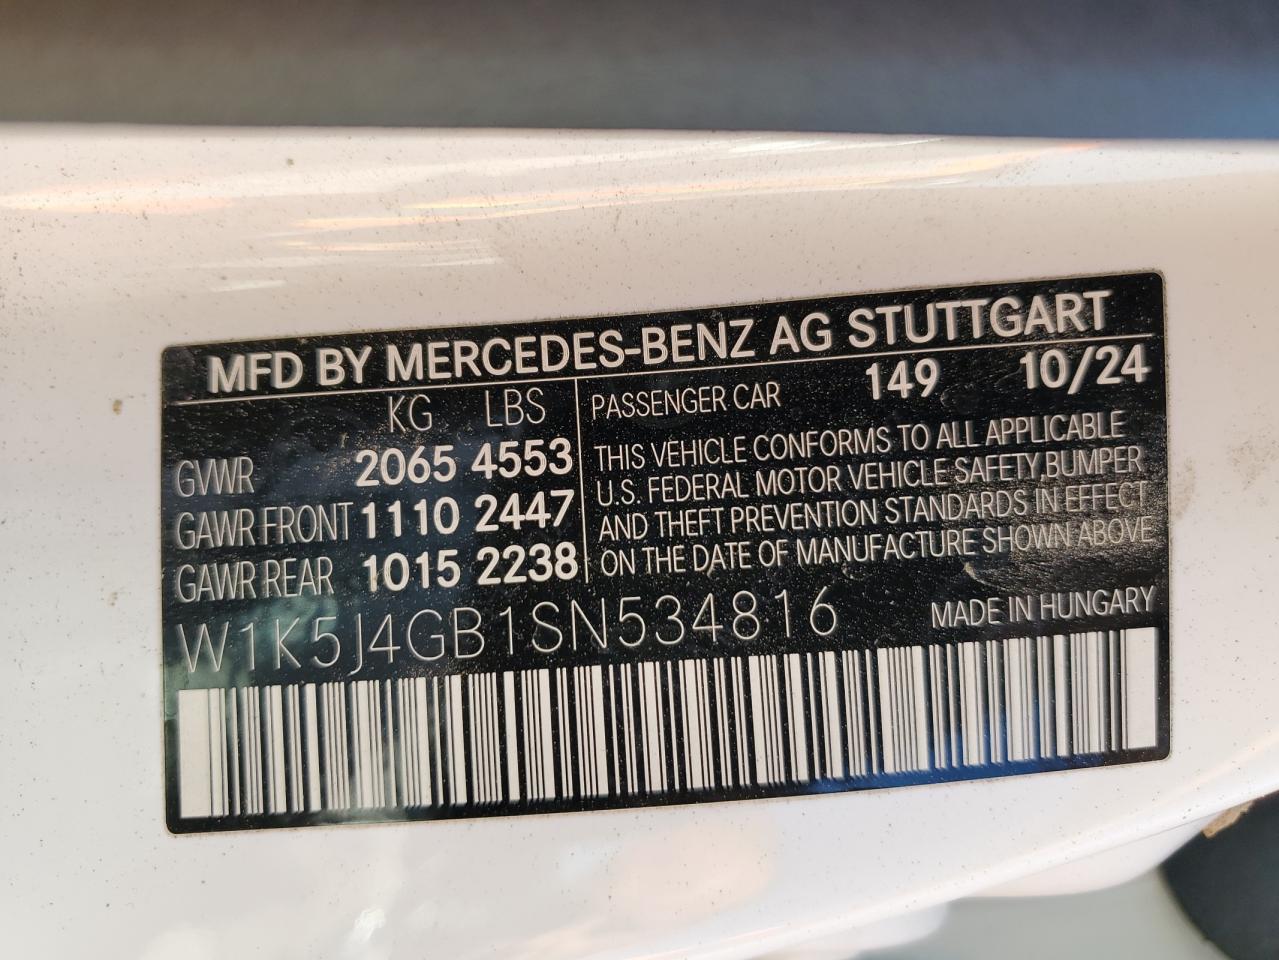 MFD BY MERCEDES-BENZ AG STUTTGART
KG LBS
GVWR 2065 4553
GAWR FRONT 1110 2447
GAWR REAR 1015 2238
PASSENGER CAR 149 10/24
THIS VEHICLE CONFORMS TO ALL APPLICABLE
U.S. FEDERAL MOTOR VEHICLE SAFETY, BUMPER
AND THEFT PREVENTION STANDARDS IN EFFECT
ON THE DATE OF MANUFACTURE SHOWN ABOVE
W1K5J4GB1SN534816 MADE IN HUNGARY